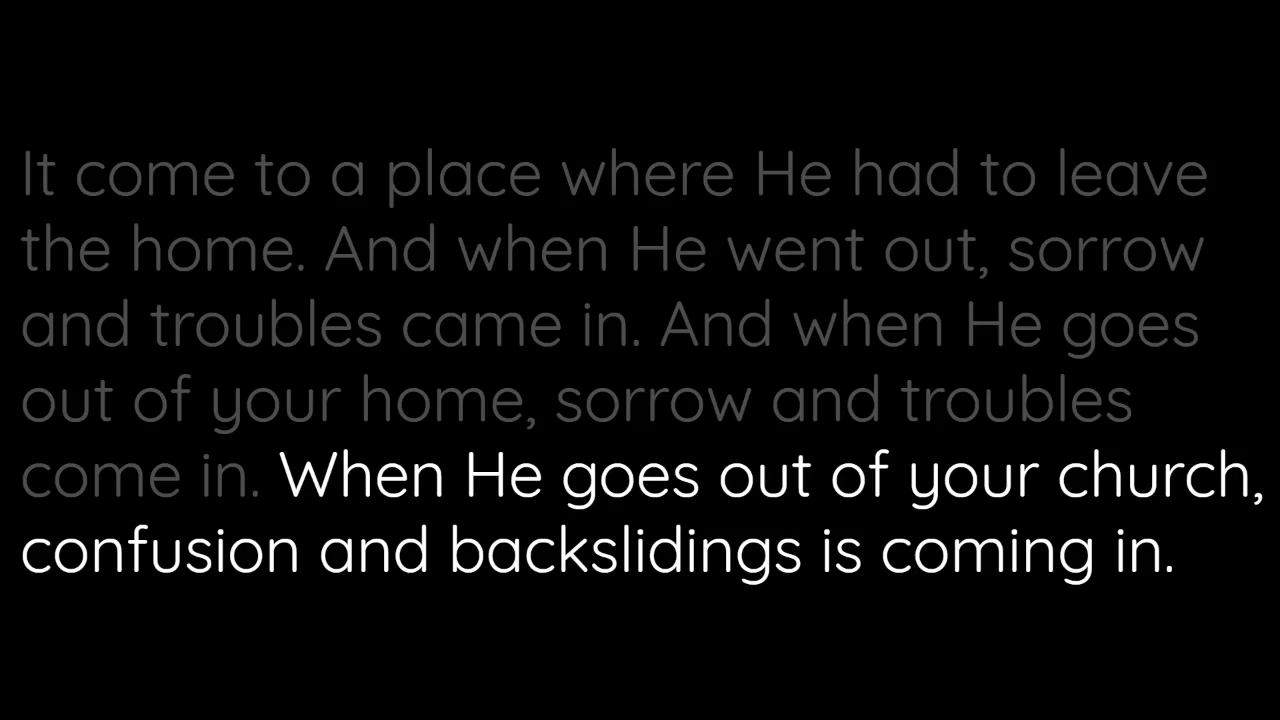 It come to a place where He had to leave
the home. And when He went out, sorrow
and troubles came in. And when He goes
out of your home, sorrow and troubles
come in. When He goes out of your church,
confusion and backslidings is coming in.